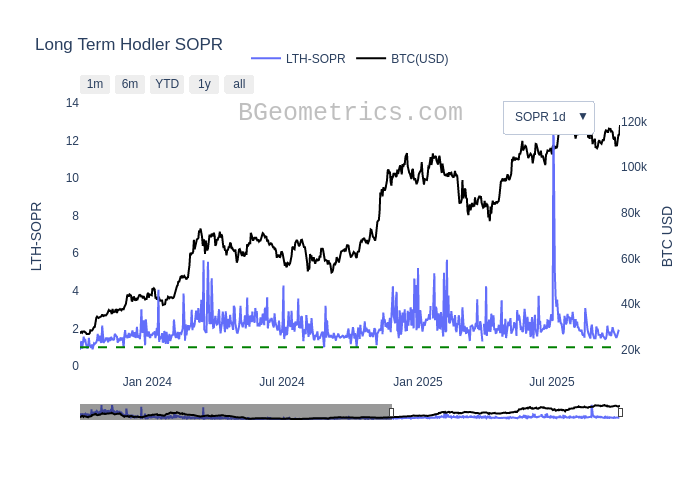 Long Term Hodler SOPR
LTH-SOPR
BTC(USD)
1m
6m
YTD
1y
all
BGeometrics.com
SOPR 1d ▼
14
12
10
8
6
4
2
0
LTH-SOPR
120k
100k
80k
60k
40k
20k
BTC USD
Jan 2024
Jul 2024
Jan 2025
Jul 2025